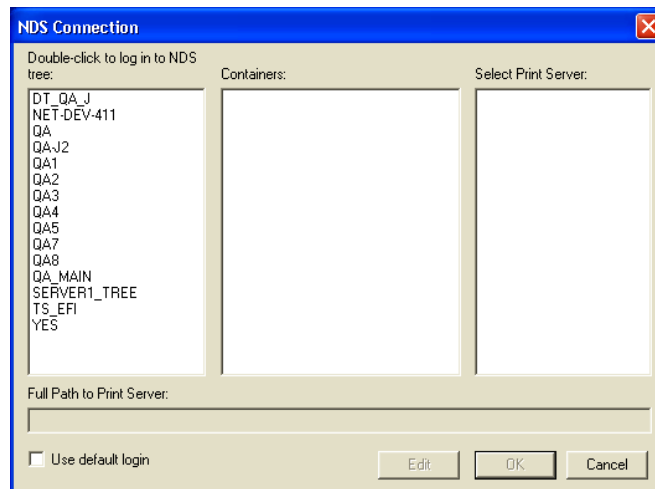 NDS Connection
Double-click to log in to NDS
tree:
Containers:
Select Print Server:
DT_QA_J
NET-DEV-411
QA
QA-J2
QA1
QA2
QA3
QA4
QA5
QA7
QA8
QA_MAIN
SERVER1_TREE
TS_EFI
YES
Full Path to Print Server:
Use default login
Edit
OK
Cancel